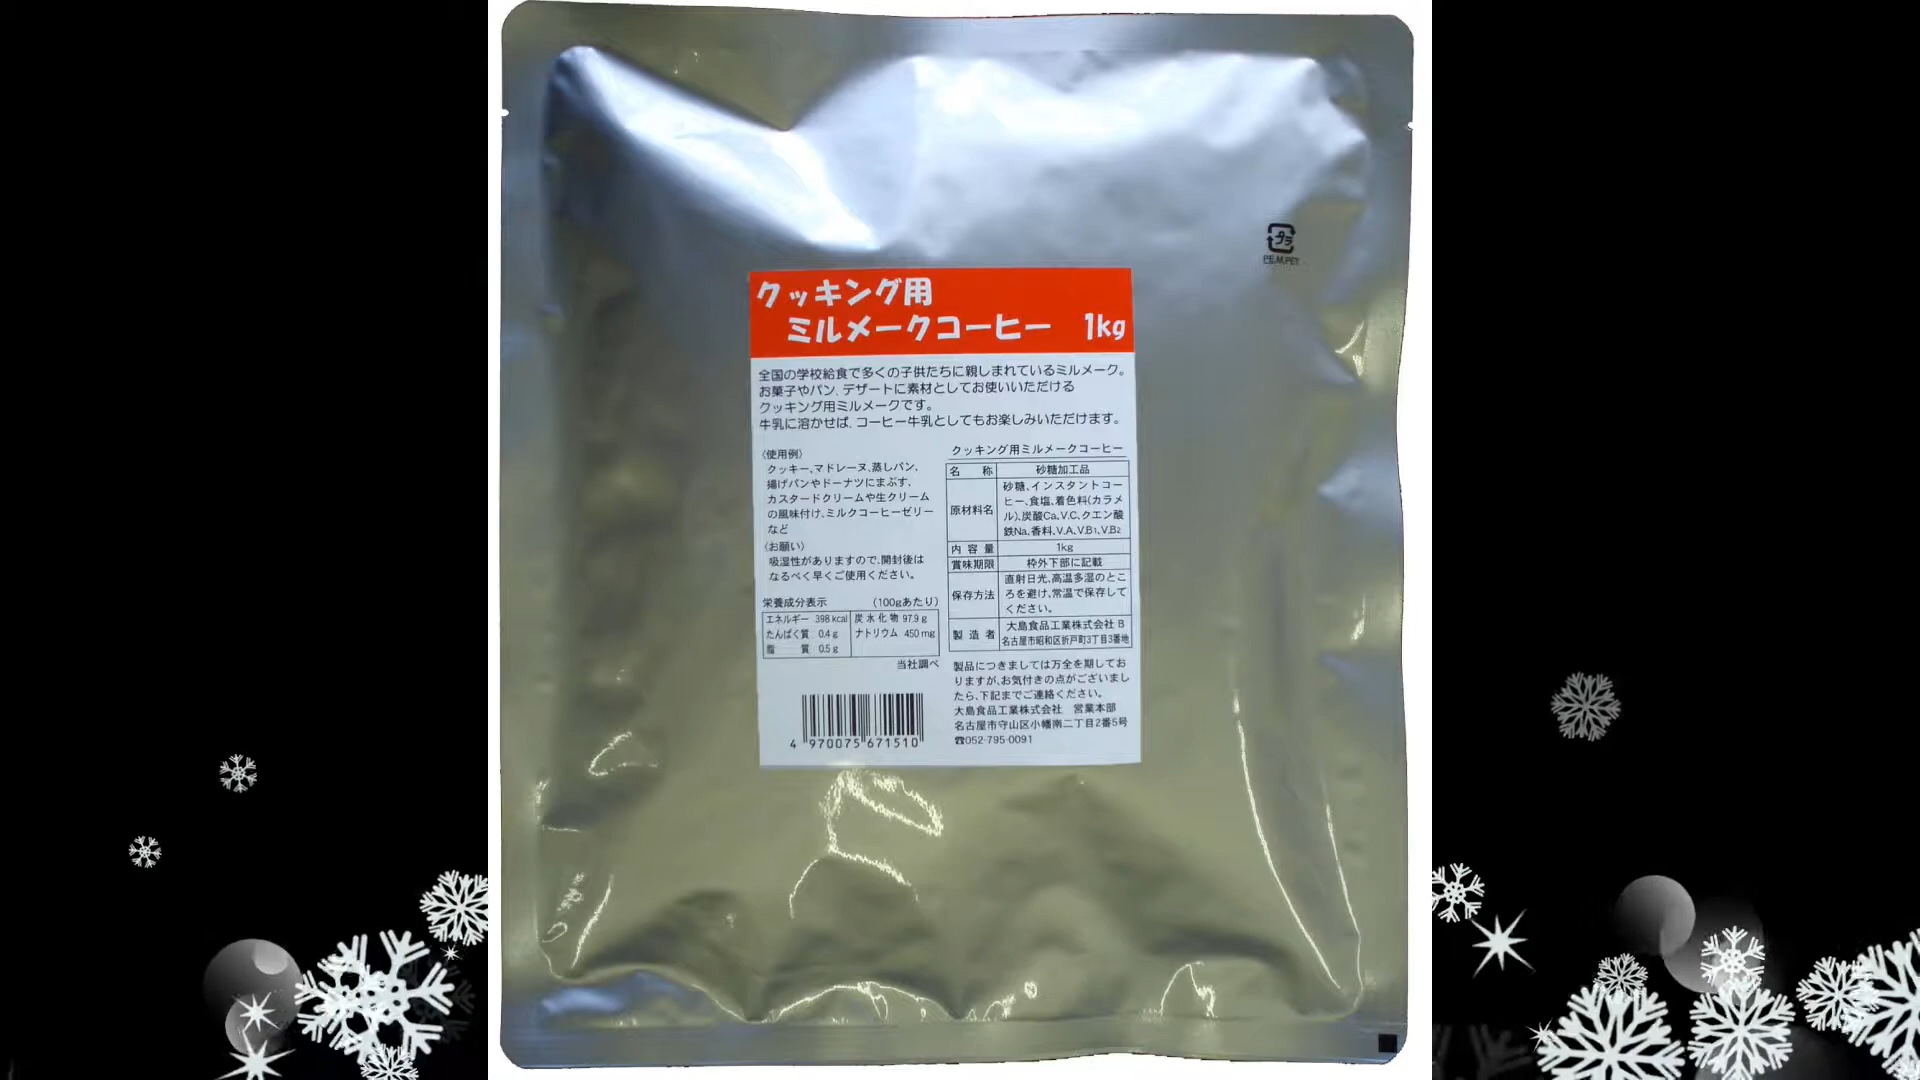 プラ
PE,M,PET
クッキング用
ミルメークコーヒー 1kg
全国の学校給食で多くの子供たちに親しまれているミルメーク。
お菓子やパン、デザートに素材としてお使いいただける
クッキング用ミルメークです。
牛乳に溶かせば、コーヒー牛乳としてもお楽しみいただけます。
〈使用例〉
クッキー、マドレーヌ、蒸しパン、
揚げパンやドーナツにまぶす、
カスタードクリームや生クリーム
の風味付け、ミルクコーヒーゼリー
など
〈お願い〉
吸湿性がありますので、開封後は
なるべく早くご使用ください。
栄養成分表示 (100gあたり)
エネルギー 398 kcal 炭水化物 97.9 g
たんぱく質 0.4 g ナトリウム 450 mg
脂 質 0.5 g
当社調べ
4 970075 671510
クッキング用ミルメークコーヒー
名 称 砂糖加工品
原材料名 砂糖、インスタントコー
ヒー、食塩、着色料(カラメ
ル)、炭酸Ca、V.C、クエン酸
鉄Na、香料、V.A、V.B1、V.B2
内 容 量 1kg
賞味期限 枠外下部に記載
保存方法 直射日光、高温多湿のとこ
ろを避け、常温で保存して
ください。
製 造 者 大島食品工業株式会社 B
名古屋市昭和区折戸町3丁目3番地
製品につきましては万全を期してお
りますが、お気付きの点がございまし
たら、下記までご連絡ください。
大島食品工業株式会社 営業本部
名古屋市守山区小幡南二丁目2番5号
☎052-795-0091